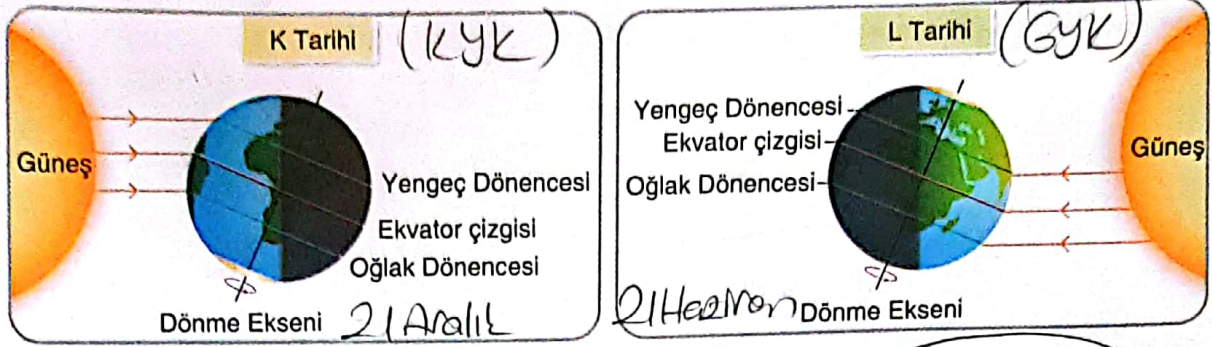 K Tarihi (KYK)
Güneş
Yengeç Dönencesi
Ekvator çizgisi
Oğlak Dönencesi
Dönme Ekseni 21 Aralık
L Tarihi (GYK)
Yengeç Dönencesi
Ekvator çizgisi
Oğlak Dönencesi
Güneş
21 Haziran Dönme Ekseni